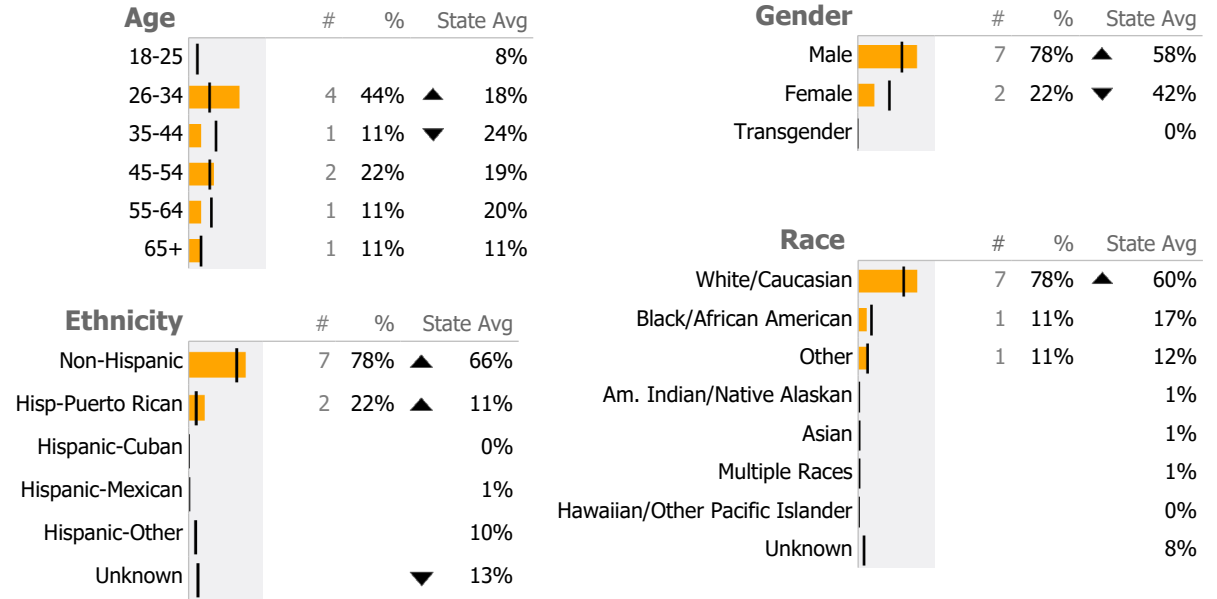 Age # % State Avg
18-25 8%
26-34 4 44% ▲ 18%
35-44 1 11% ▼ 24%
45-54 2 22% 19%
55-64 1 11% 20%
65+ 1 11% 11%
Ethnicity # % State Avg
Non-Hispanic 7 78% ▲ 66%
Hisp-Puerto Rican 2 22% ▲ 11%
Hispanic-Cuban 0%
Hispanic-Mexican 1%
Hispanic-Other 10%
Unknown ▼ 13%
Gender # % State Avg
Male 7 78% ▲ 58%
Female 2 22% ▼ 42%
Transgender 0%
Race # % State Avg
White/Caucasian 7 78% ▲ 60%
Black/African American 1 11% 17%
Other 1 11% 12%
Am. Indian/Native Alaskan 1%
Asian 1%
Multiple Races 1%
Hawaiian/Other Pacific Islander 0%
Unknown 8%